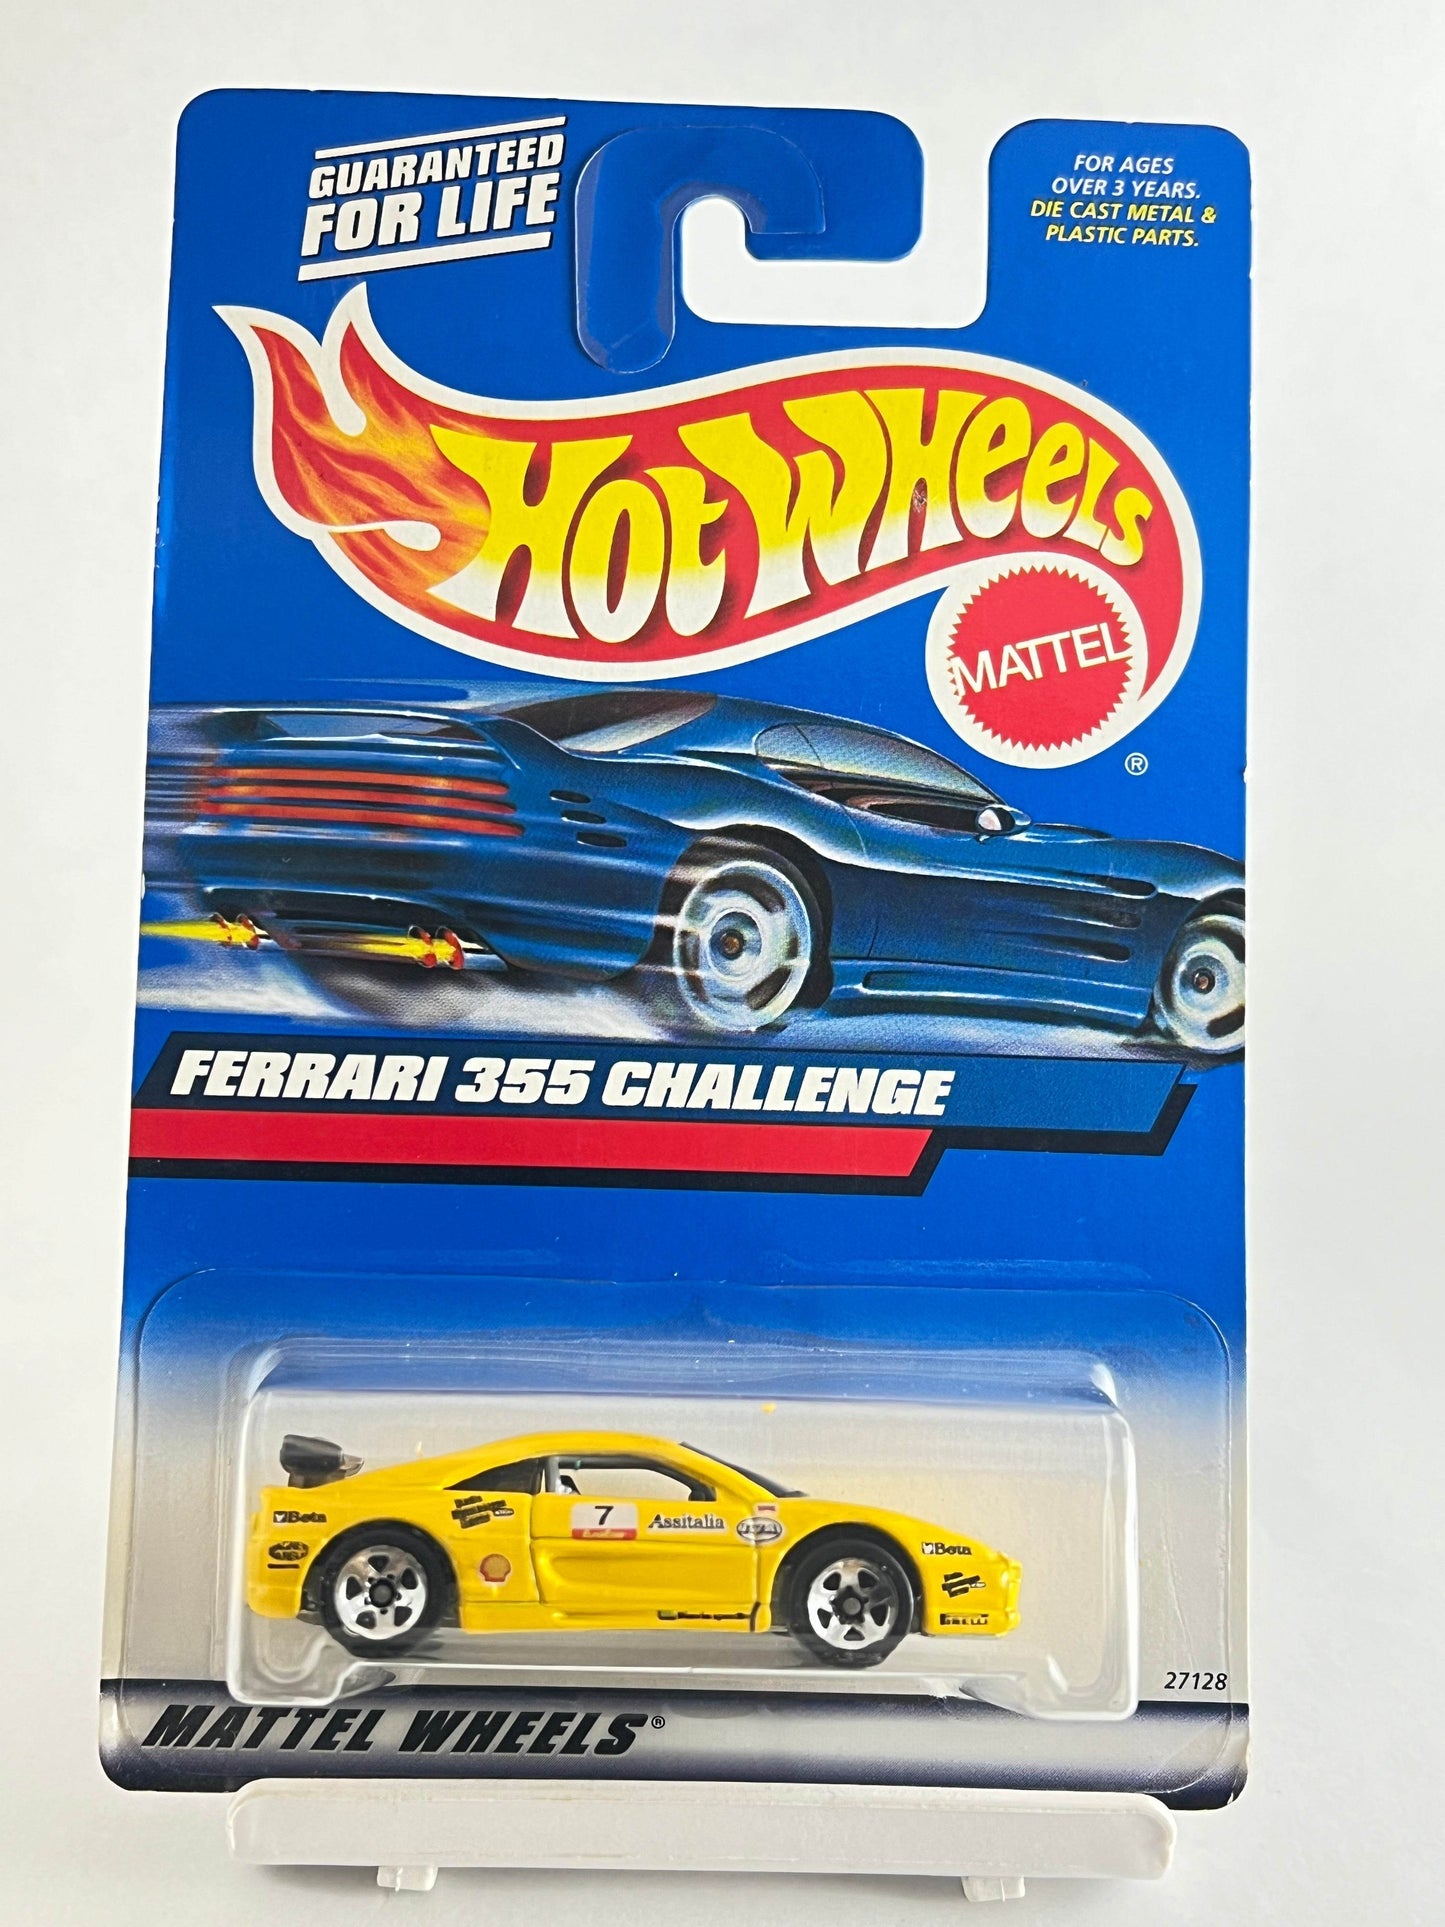 GUARANTEED
FOR LIFE
FOR AGES
OVER 3 YEARS.
DIE CAST METAL &
PLASTIC PARTS.
Hot Wheels
MATTEL
®
FERRARI 355 CHALLENGE
7
Assitalia
Beta
Beta
27128
MATTEL WHEELS®